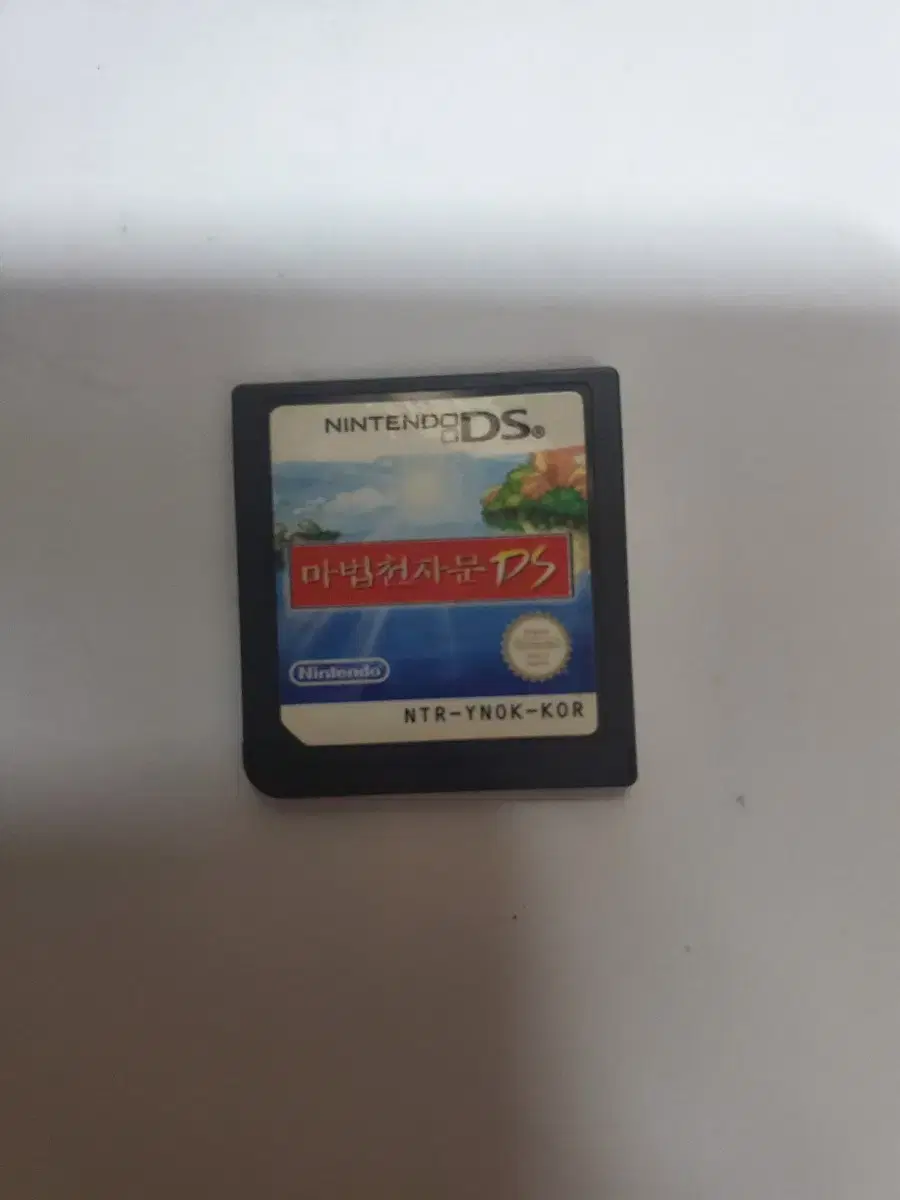 NINTENDO DS®
마법천자문 DS
Nintendo®
NTR-YNOK-KOR